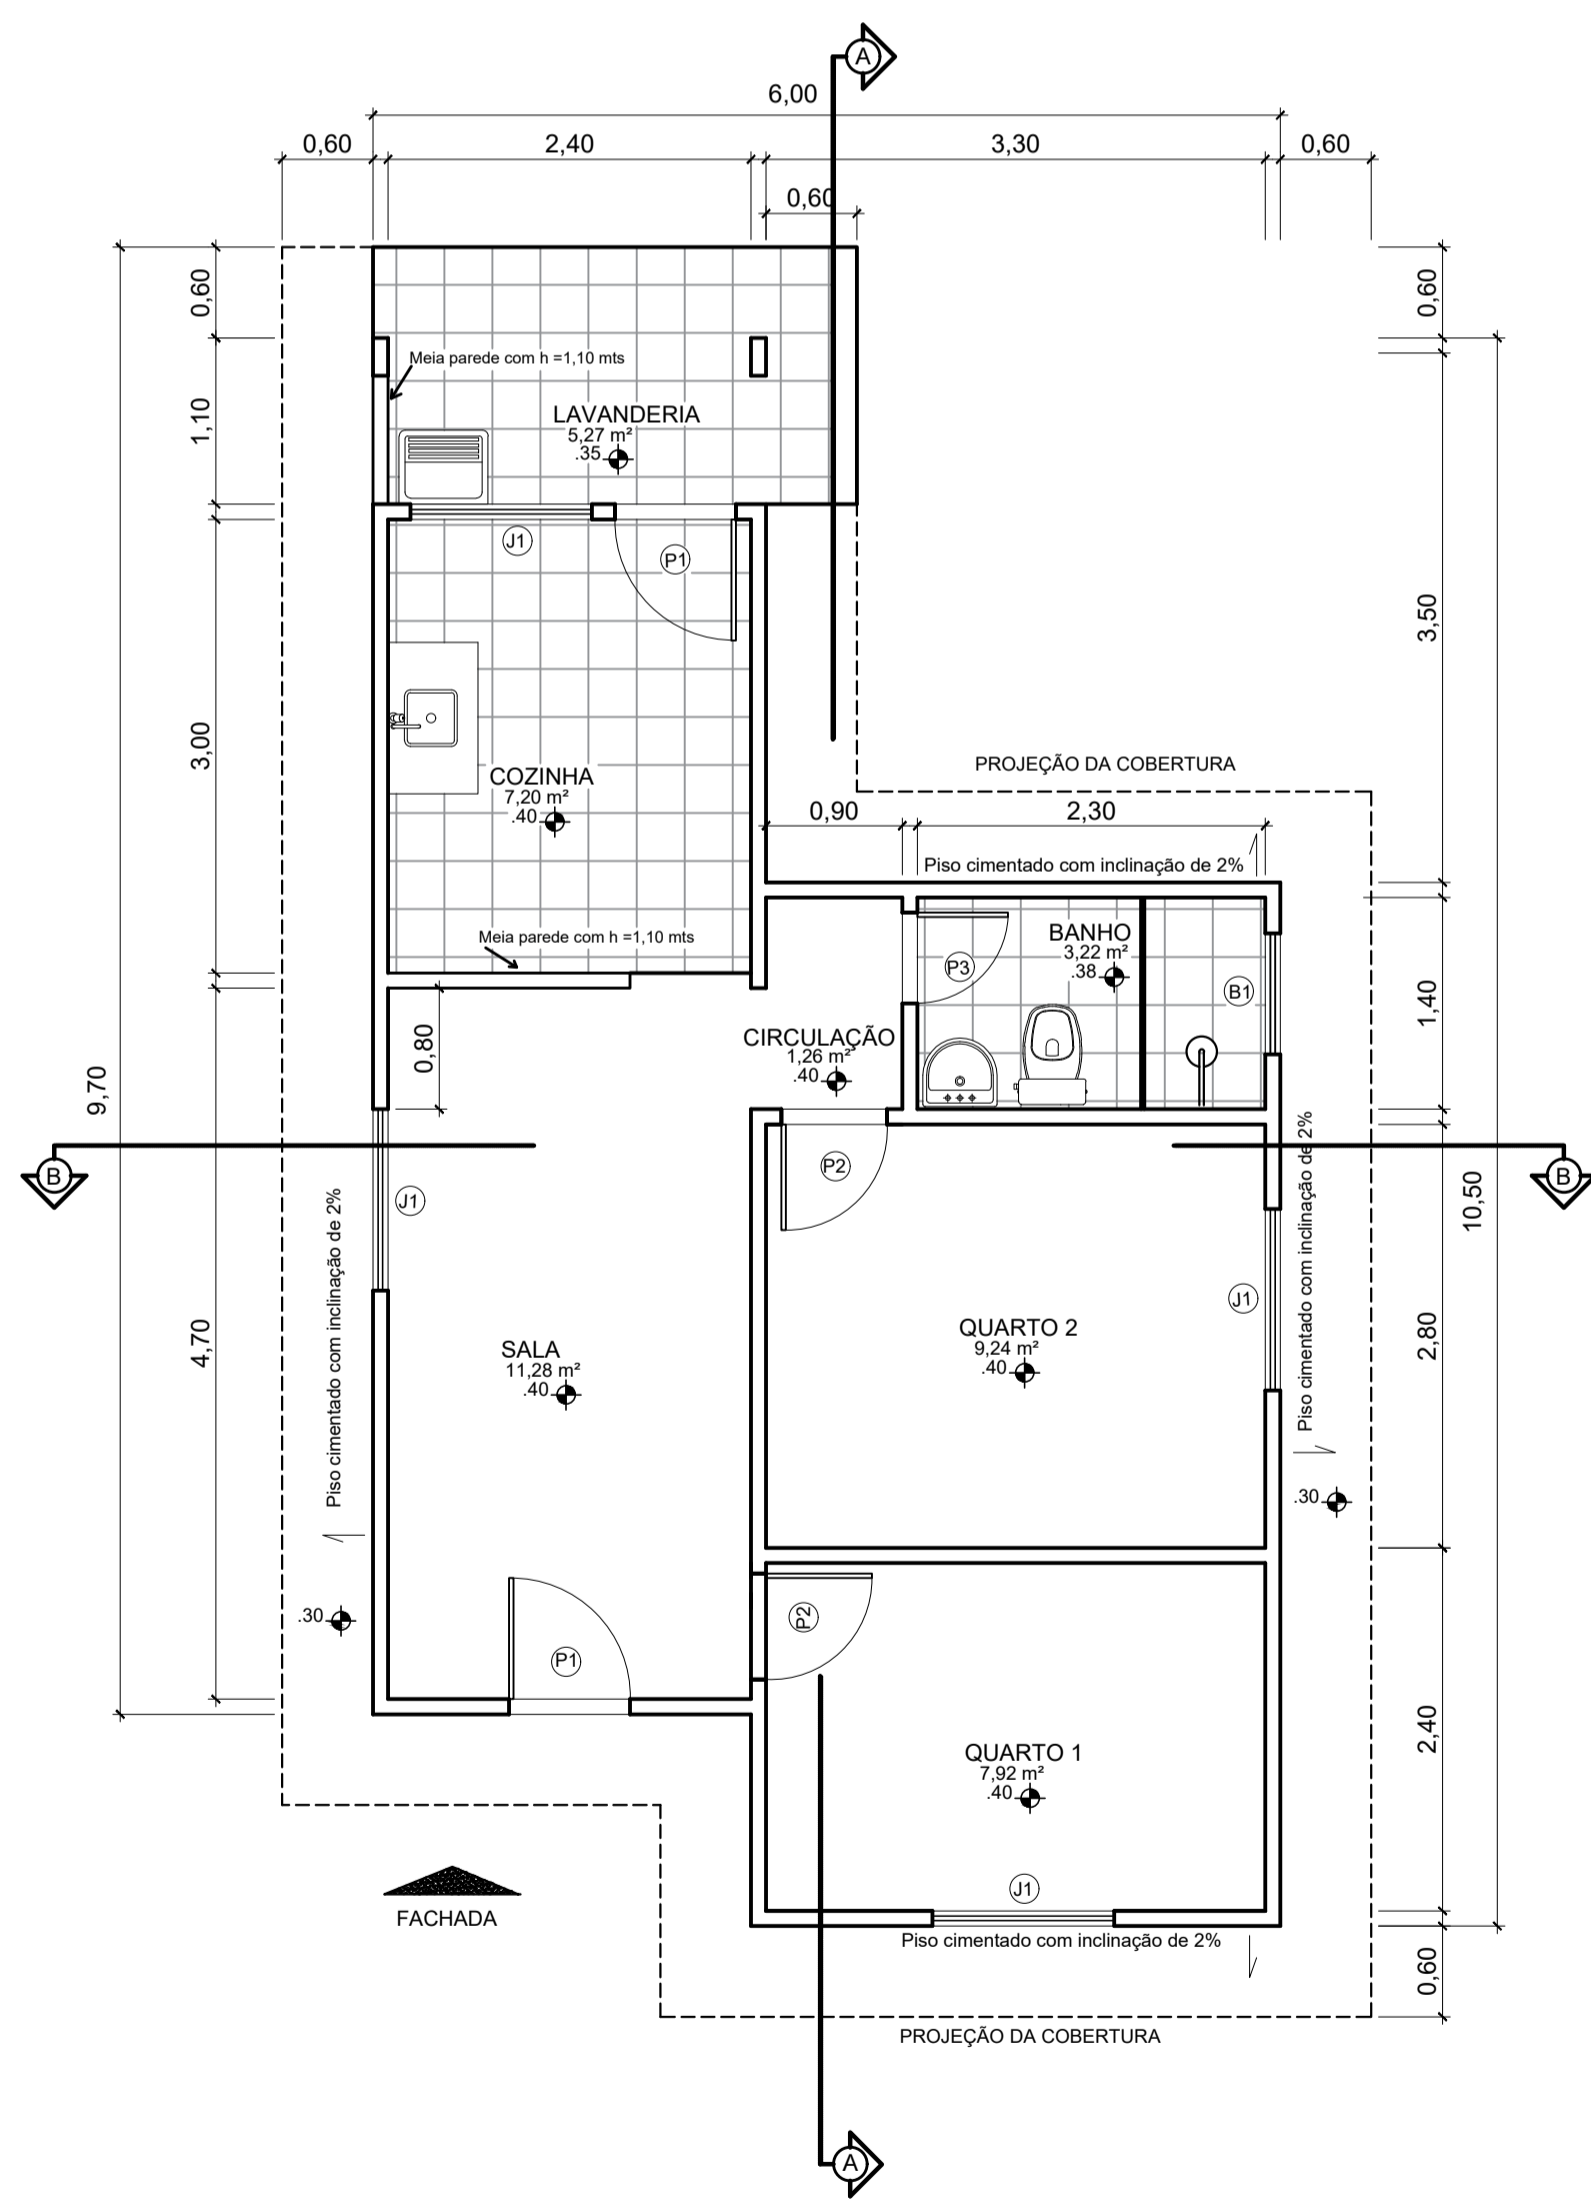 A
6,00
0,60
2,40
3,30
0,60
0,60
0,60
0,60
Meia parede com h =1,10 mts
1,10
LAVANDERIA
5,27 m²
.35
J1
P1
3,50
3,00
COZINHA
7,20 m²
.40
PROJEÇÃO DA COBERTURA
0,90
2,30
Piso cimentado com inclinação de 2%
Meia parede com h =1,10 mts
BANHO
3,22 m²
.38
P3
B1
1,40
CIRCULAÇÃO
1,26 m²
.40
0,80
9,70
B
B
P2
J1
Piso cimentado com inclinação de 2%
Piso cimentado com inclinação de 2%
10,50
J1
QUARTO 2
9,24 m²
.40
2,80
4,70
SALA
11,28 m²
.40
.30
.30
P2
P1
QUARTO 1
7,92 m²
.40
2,40
J1
FACHADA
Piso cimentado com inclinação de 2%
0,60
PROJEÇÃO DA COBERTURA
A